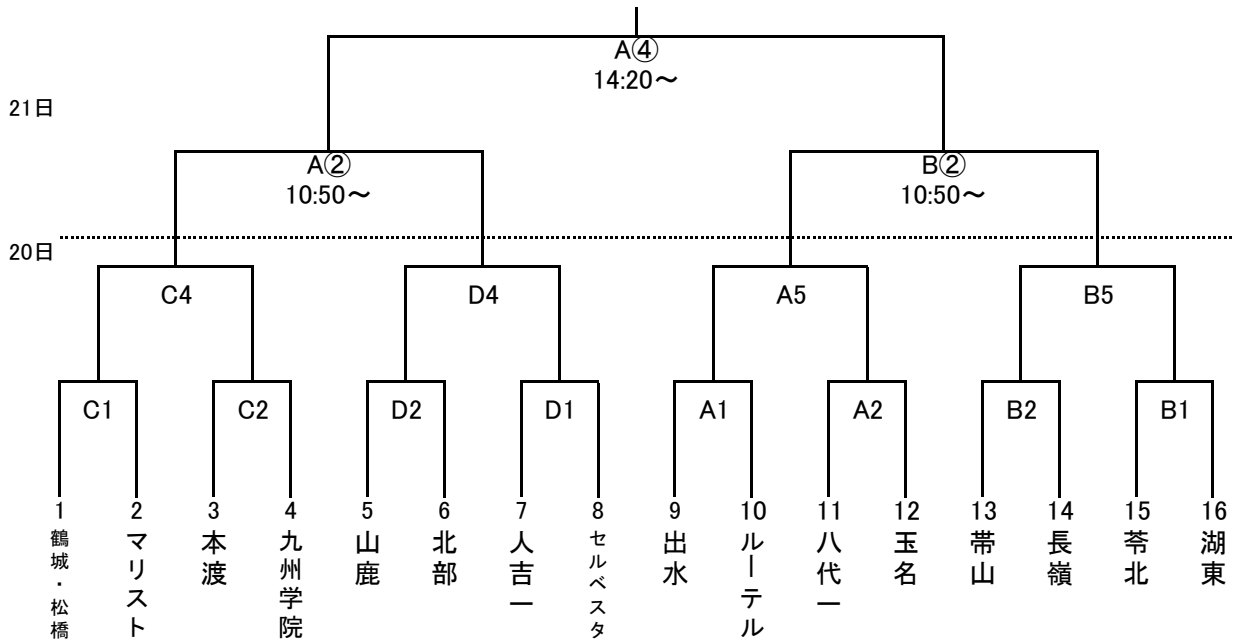 A④
14:20～
21日
A②
10:50～
B②
10:50～
20日
C4
D4
A5
B5
C1
C2
D2
D1
A1
A2
B2
B1
1
2
3
4
5
6
7
8
9
10
11
12
13
14
15
16
鶴城・松橋
マリスト
本渡
九州学院
山鹿
北部
人吉一
セルベスタ
出水
ルーテル
八代一
玉名
帯山
長嶺
苓北
湖東